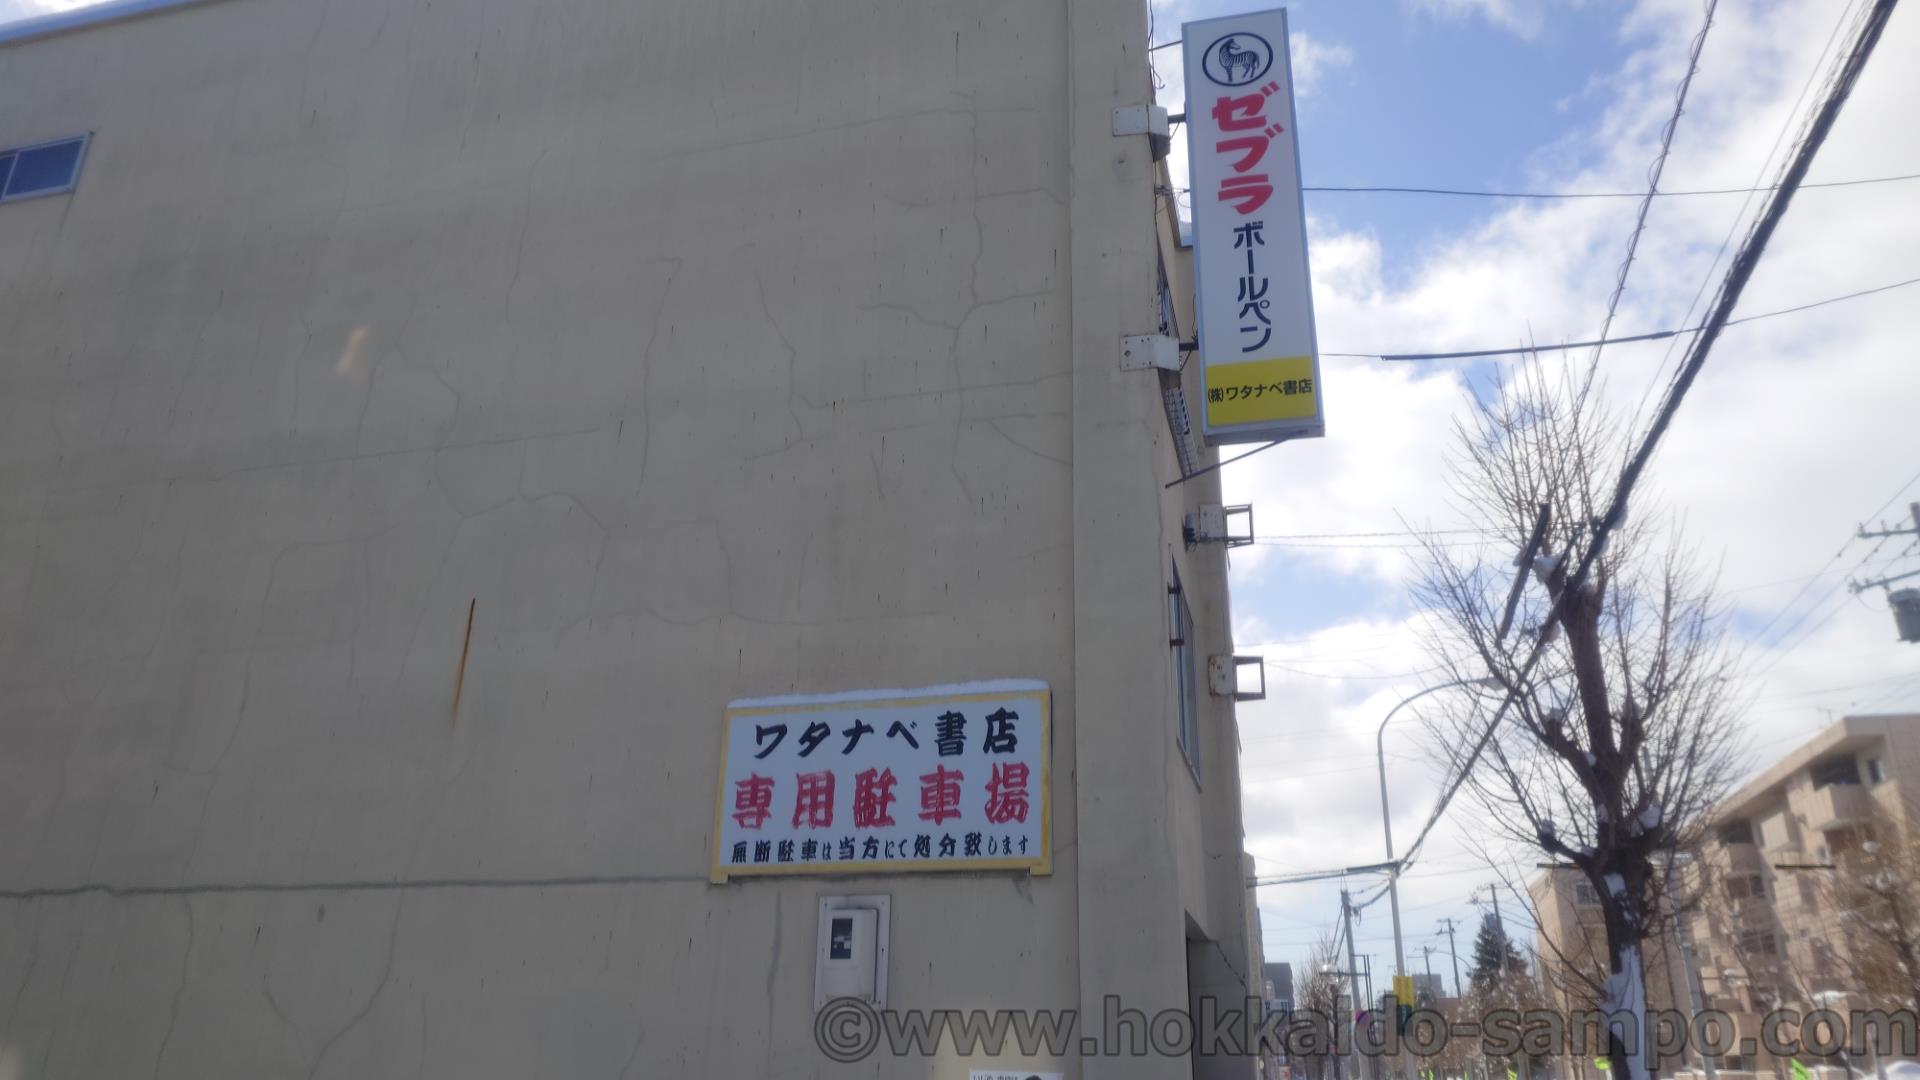 ゼブラ
ボールペン
㈱ワタナベ書店
ワタナベ書店
専用駐車場
無断駐車は当方にて処分致します
©www.hokkaido-sampo.com